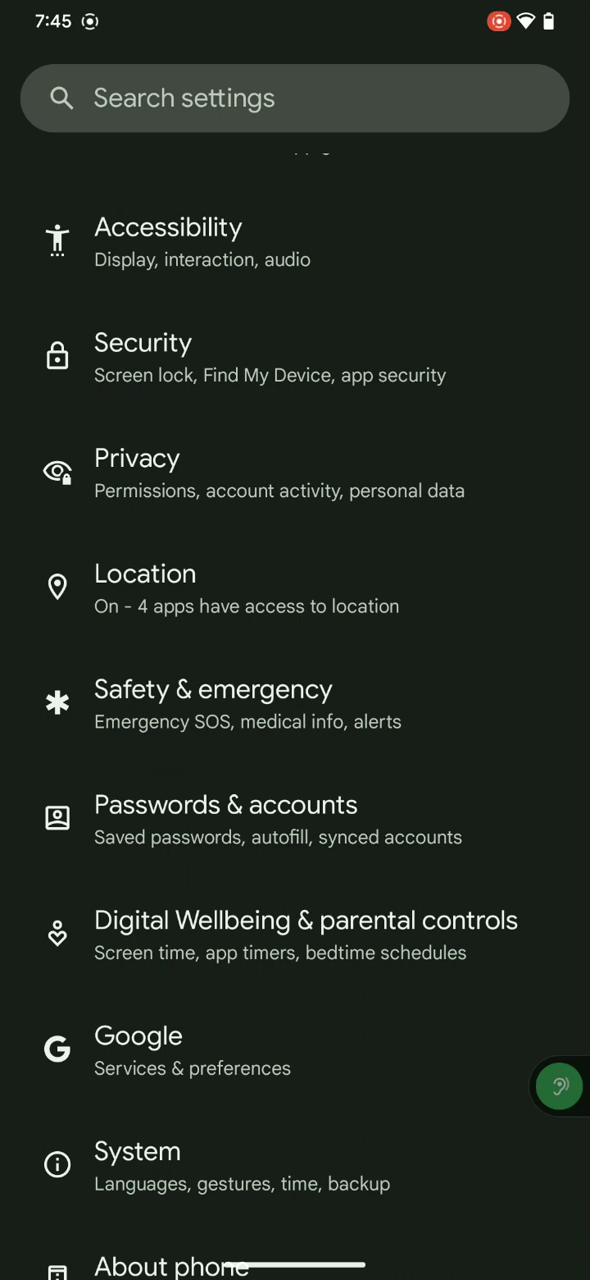 7:45
Search settings
Accessibility
Display, interaction, audio
Security
Screen lock, Find My Device, app security
Privacy
Permissions, account activity, personal data
Location
On - 4 apps have access to location
Safety & emergency
Emergency SOS, medical info, alerts
Passwords & accounts
Saved passwords, autofill, synced accounts
Digital Wellbeing & parental controls
Screen time, app timers, bedtime schedules
Google
Services & preferences
System
Languages, gestures, time, backup
About phone